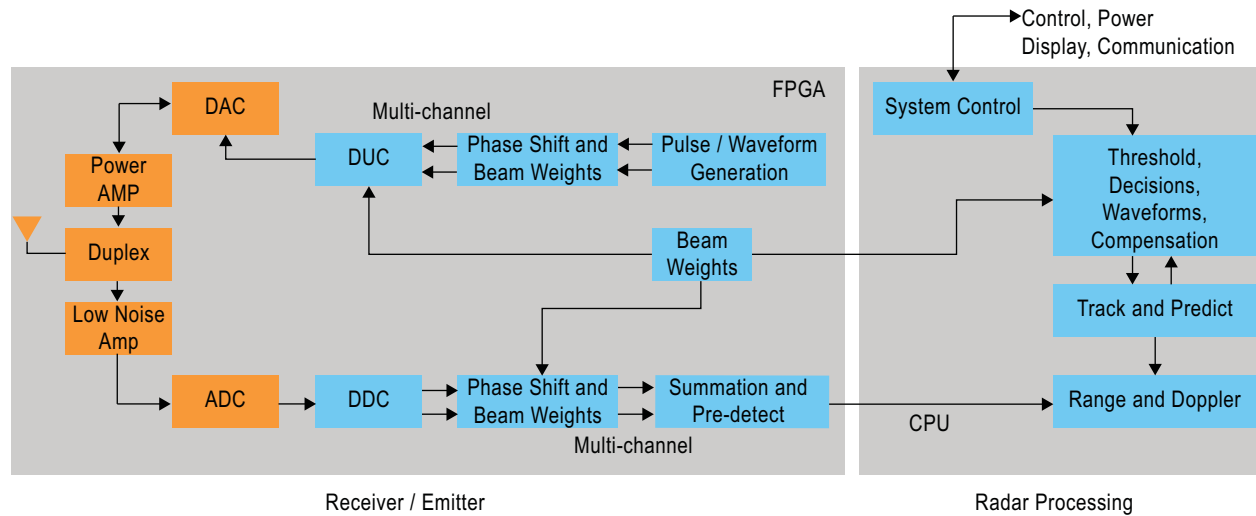 Control, Power
Display, Communication
FPGA
DAC
Multi-channel
System Control
Power
AMP
DUC
Phase Shift and
Beam Weights
Pulse / Waveform
Generation
Threshold,
Decisions,
Waveforms,
Compensation
Duplex
Beam
Weights
Low Noise
Amp
Track and Predict
ADC
DDC
Phase Shift and
Beam Weights
Summation and
Pre-detect
Range and Doppler
CPU
Multi-channel
Receiver / Emitter
Radar Processing